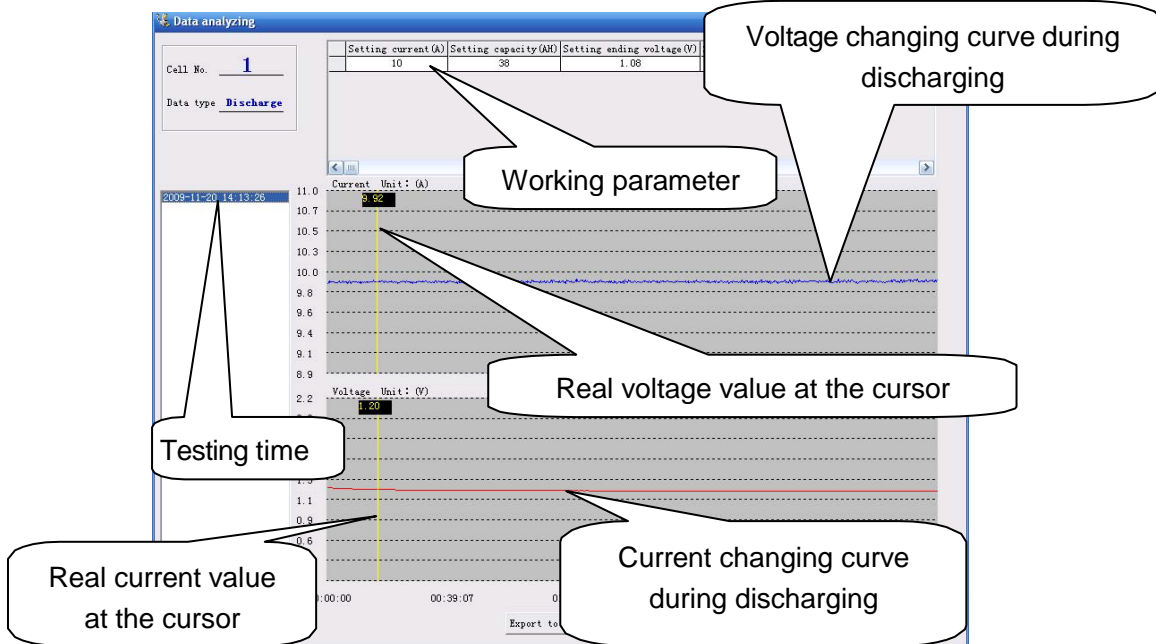 Data analyzing
Voltage changing curve during
discharging
Cell No. 1
Data type Discharge
Setting current(A) Setting capacity(AH) Setting ending voltage(V)
10 38 1.08
Working parameter
2009-11-20 14:13:26
Current Unit: (A)
9.92
11.0
10.7
10.5
10.3
10.0
9.8
9.6
9.4
9.1
8.9
Real voltage value at the cursor
Voltage Unit: (V)
1.20
2.2
Testing time
1.1
0.9
0.6
Real current value
at the cursor
Current changing curve
during discharging
00:39:07
Export to